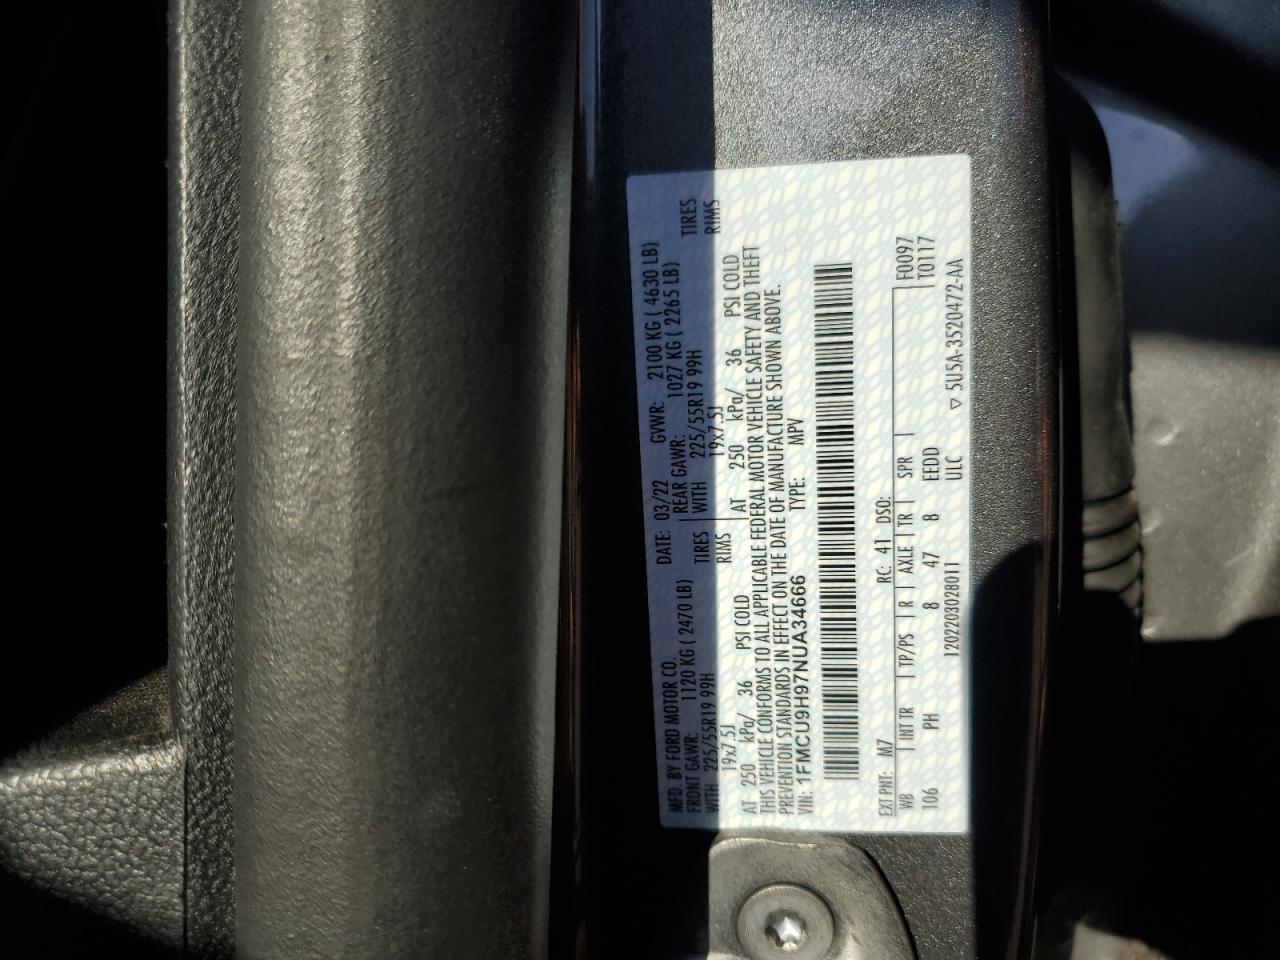 MFD. BY FORD MOTOR CO. DATE: 03/22 GVWR: 2100 KG ( 4630 LB)
FRONT GAWR: 1120 KG ( 2470 LB) REAR GAWR: 1027 KG ( 2265 LB)
WITH 225/55R19 99H TIRES WITH 225/55R19 99H TIRES
19x7.5J RIMS 19x7.5J RIMS
AT 250 kPa/ 36 PSI COLD AT 250 kPa/ 36 PSI COLD
THIS VEHICLE CONFORMS TO ALL APPLICABLE FEDERAL MOTOR VEHICLE SAFETY AND THEFT
PREVENTION STANDARDS IN EFFECT ON THE DATE OF MANUFACTURE SHOWN ABOVE.
VIN: 1FMCU9H97NUA34666 TYPE: MPV
EXT PNT: M7 RC: 41 DSO:
WB INT TR TP/PS R AXLE TR SPR F0097
106 PH 8 47 8 EEDD T0117
1202203028011 ULC ▽ 5U5A-3520472-AA